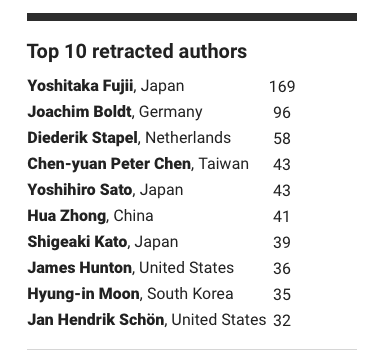 Top 10 retracted authors
Yoshitaka Fujii, Japan 169
Joachim Boldt, Germany 96
Diederik Stapel, Netherlands 58
Chen-yuan Peter Chen, Taiwan 43
Yoshihiro Sato, Japan 43
Hua Zhong, China 41
Shigeaki Kato, Japan 39
James Hunton, United States 36
Hyung-in Moon, South Korea 35
Jan Hendrik Schön, United States 32